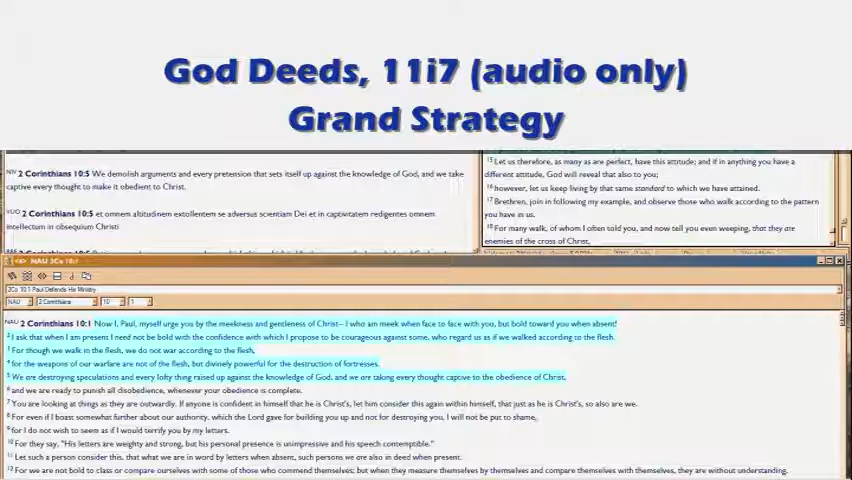 God Deeds, 11i7 (audio only)
Grand Strategy
NIV 2 Corinthians 10:5 We demolish arguments and every pretension that sets itself up against the knowledge of God, and we take
captive every thought to make it obedient to Christ.
VUO 2 Corinthians 10:5 et omnem altitudinem extollentem se adversus scientiam Dei et in captivitatem redigentes omnem
intellectum in obsequium Christi
15 Let us therefore, as many as are perfect, have this attitude; and if in anything you have a
different attitude, God will reveal that also to you;
16 however, let us keep living by that same standard to which we have attained.
17 Brethren, join in following my example, and observe those who walk according to the pattern
you have in us.
18 For many walk, of whom I often told you, and now tell you even weeping, that they are
enemies of the cross of Christ,
NAU 2Co 10:1
2Co 10:1 Paul Defends His Ministry
NAU 2 Corinthians 10 1
NAU 2 Corinthians 10:1 Now I, Paul, myself urge you by the meekness and gentleness of Christ-- I who am meek when face to face with you, but bold toward you when absent!
2 I ask that when I am present I need not be bold with the confidence with which I propose to be courageous against some, who regard us as if we walked according to the flesh.
3 For though we walk in the flesh, we do not war according to the flesh,
4 for the weapons of our warfare are not of the flesh, but divinely powerful for the destruction of fortresses.
5 We are destroying speculations and every lofty thing raised up against the knowledge of God, and we are taking every thought captive to the obedience of Christ,
6 and we are ready to punish all disobedience, whenever your obedience is complete.
7 You are looking at things as they are outwardly. If anyone is confident in himself that he is Christ's, let him consider this again within himself, that just as he is Christ's, so also are we.
8 For even if I boast somewhat further about our authority, which the Lord gave for building you up and not for destroying you, I will not be put to shame,
9 for I do not wish to seem as if I would terrify you by my letters.
10 For they say, "His letters are weighty and strong, but his personal presence is unimpressive and his speech contemptible."
11 Let such a person consider this, that what we are in word by letters when absent, such persons we are also in deed when present.
12 For we are not bold to class or compare ourselves with some of those who commend themselves; but when they measure themselves by themselves and compare themselves with themselves, they are without understanding.